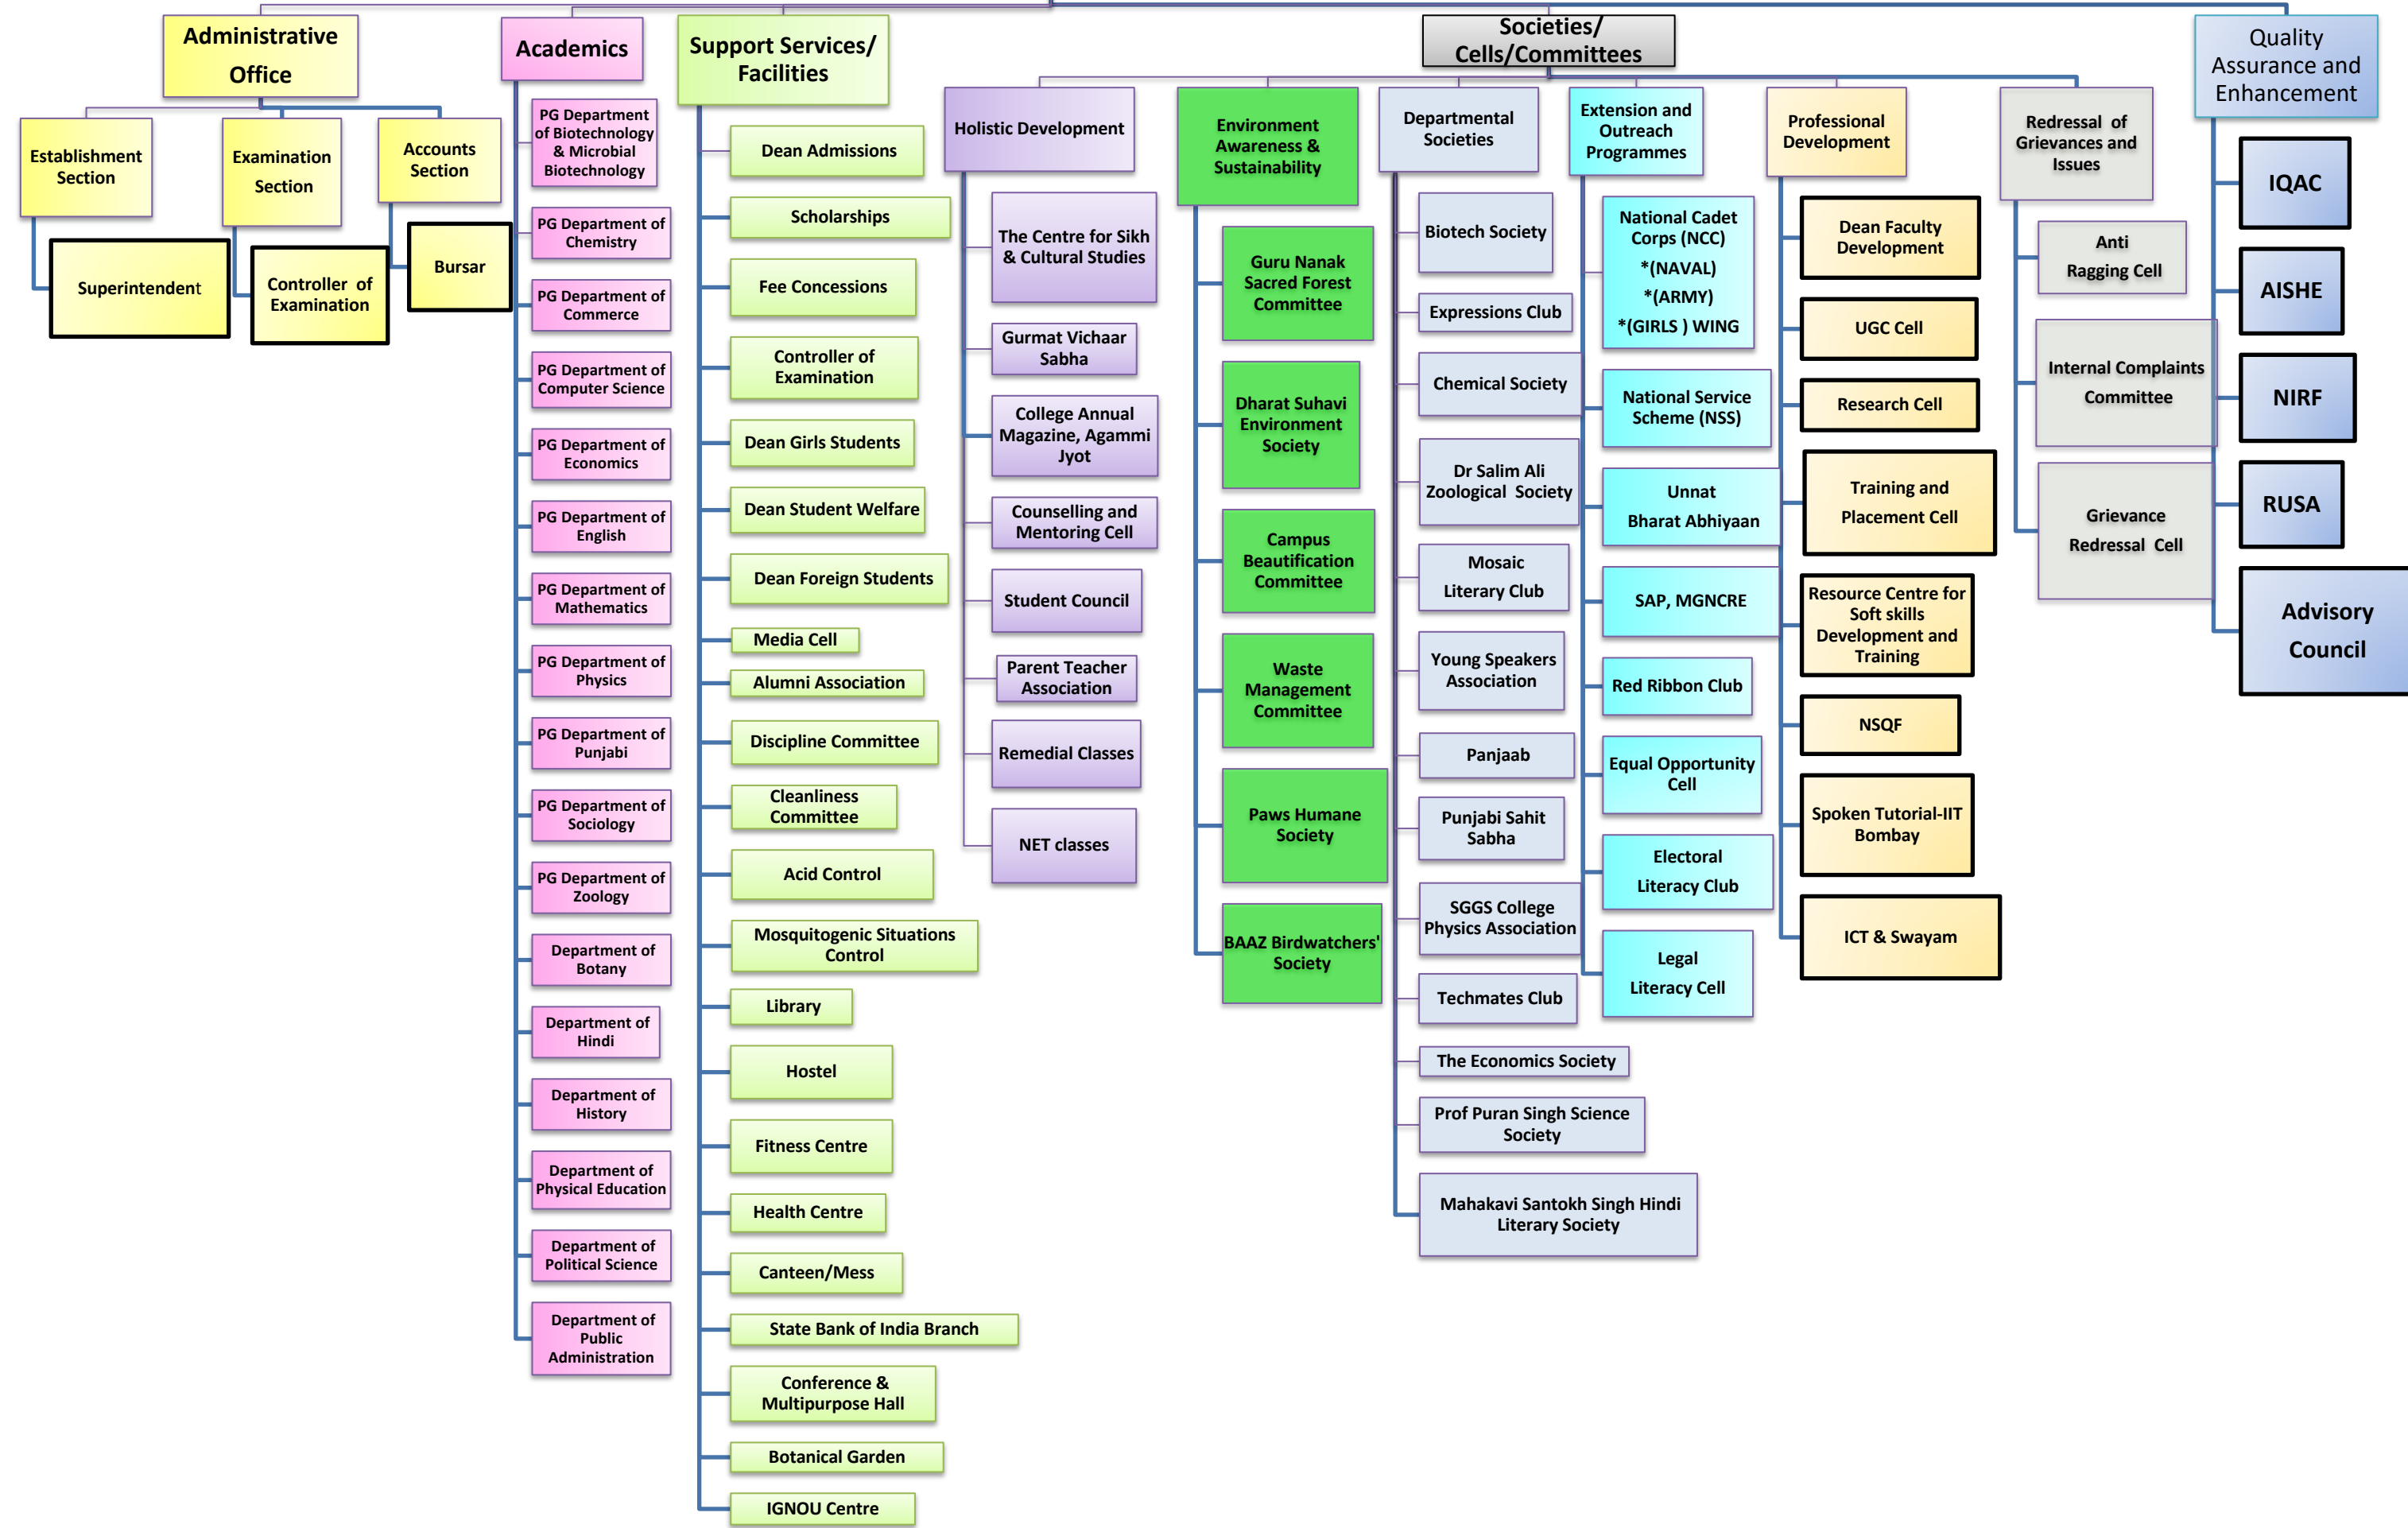 Administrative
Office
Establishment
Section
Superintendent
Examination
Section
Controller of
Examination
Accounts
Section
Bursar
Academics
PG Department
of Biotechnology
& Microbial
Biotechnology
PG Department of
Chemistry
PG Department of
Commerce
PG Department of
Computer Science
PG Department of
Economics
PG Department of
English
PG Department of
Mathematics
PG Department of
Physics
PG Department of
Punjabi
PG Department of
Sociology
PG Department of
Zoology
Department of
Botany
Department of
Hindi
Department of
History
Department of
Physical Education
Department of
Political Science
Department of
Public
Administration
Support Services/
Facilities
Dean Admissions
Scholarships
Fee Concessions
Controller of
Examination
Dean Girls Students
Dean Student Welfare
Dean Foreign Students
Media Cell
Alumni Association
Discipline Committee
Cleanliness
Committee
Acid Control
Mosquitogenic Situations
Control
Library
Hostel
Fitness Centre
Health Centre
Canteen/Mess
State Bank of India Branch
Conference &
Multipurpose Hall
Botanical Garden
IGNOU Centre
Societies/
Cells/Committees
Holistic Development
The Centre for Sikh
& Cultural Studies
Gurmat Vichaar
Sabha
College Annual
Magazine, Agammi
Jyot
Counselling and
Mentoring Cell
Student Council
Parent Teacher
Association
Remedial Classes
NET classes
Environment
Awareness &
Sustainability
Guru Nanak
Sacred Forest
Committee
Dharat Suhavi
Environment
Society
Campus
Beautification
Committee
Waste
Management
Committee
Paws Humane
Society
BAAZ Birdwatchers'
Society
Departmental
Societies
Biotech Society
Expressions Club
Chemical Society
Dr Salim Ali
Zoological Society
Mosaic
Literary Club
Young Speakers
Association
Panjaab
Punjabi Sahit
Sabha
SGGS College
Physics Association
Techmates Club
The Economics Society
Prof Puran Singh Science
Society
Mahakavi Santokh Singh Hindi
Literary Society
Extension and
Outreach
Programmes
National Cadet
Corps (NCC)
*(NAVAL)
*(ARMY)
*(GIRLS ) WING
National Service
Scheme (NSS)
Unnat
Bharat Abhiyaan
SAP, MGNCRE
Red Ribbon Club
Equal Opportunity
Cell
Electoral
Literacy Club
Legal
Literacy Cell
Professional
Development
Dean Faculty
Development
UGC Cell
Research Cell
Training and
Placement Cell
Resource Centre for
Soft skills
Development and
Training
NSQF
Spoken Tutorial-IIT
Bombay
ICT & Swayam
Redressal of
Grievances and
Issues
Anti
Ragging Cell
Internal Complaints
Committee
Grievance
Redressal Cell
Quality
Assurance and
Enhancement
IQAC
AISHE
NIRF
RUSA
Advisory
Council